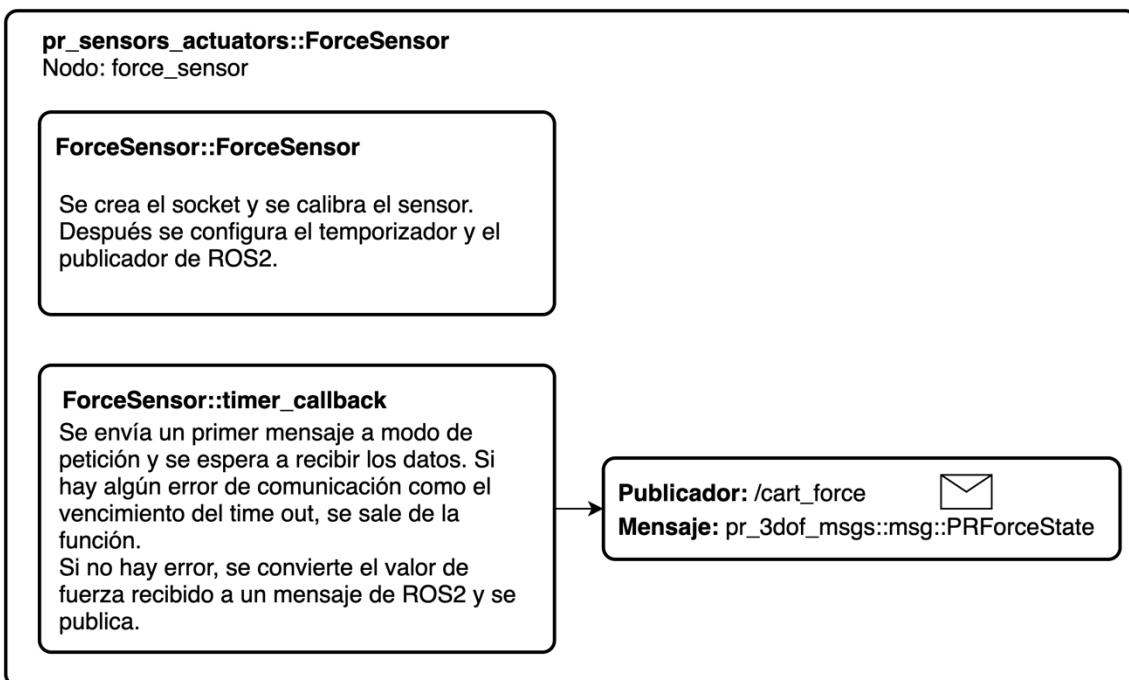 pr_sensors_actuators::ForceSensor
Nodo: force_sensor
ForceSensor::ForceSensor
Se crea el socket y se calibra el sensor.
Después se configura el temporizador y el
publicador de ROS2.
ForceSensor::timer_callback
Se envía un primer mensaje a modo de
petición y se espera a recibir los datos. Si
hay algún error de comunicación como el
vencimiento del time out, se sale de la
función.
Si no hay error, se convierte el valor de
fuerza recibido a un mensaje de ROS2 y se
publica.
Publicador: /cart_force
Mensaje: pr_3dof_msgs::msg::PRForceState